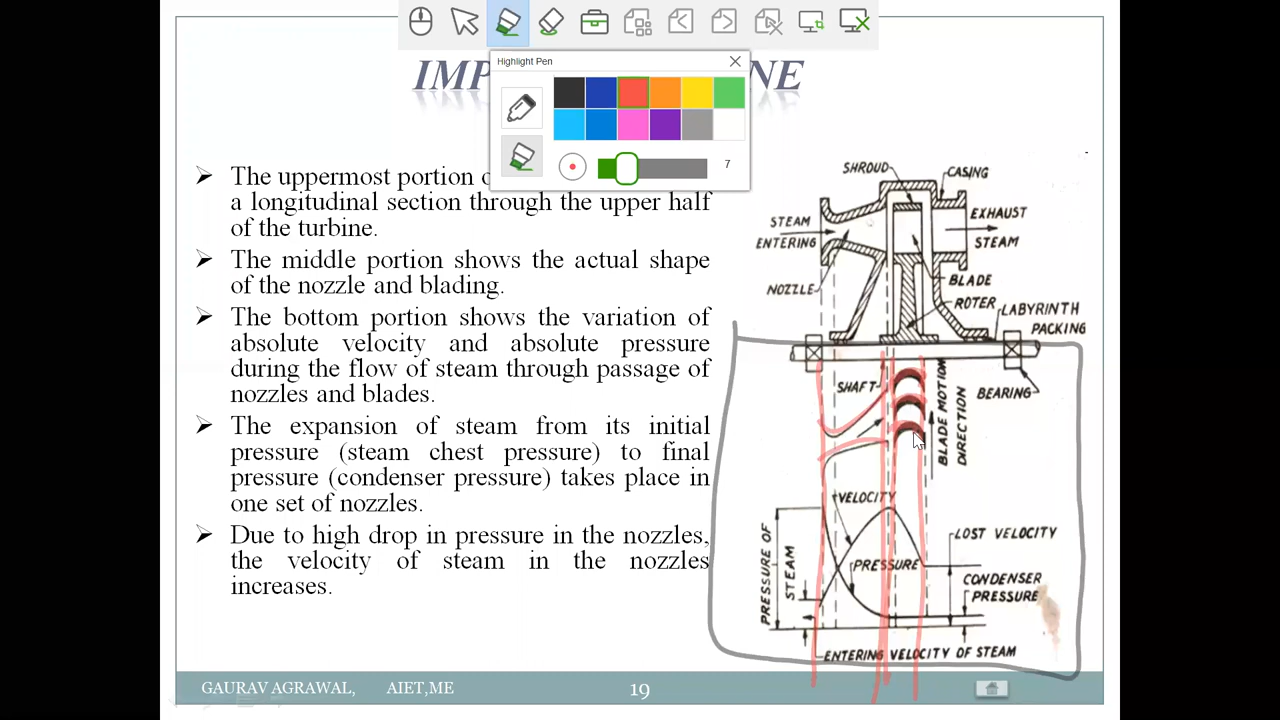 Highlight Pen
7
IMP
NE
➢ The uppermost portion
a longitudinal section through the upper half
of the turbine.
➢ The middle portion shows the actual shape
of the nozzle and blading.
➢ The bottom portion shows the variation of
absolute velocity and absolute pressure
during the flow of steam through passage of
nozzles and blades.
➢ The expansion of steam from its initial
pressure (steam chest pressure) to final
pressure (condenser pressure) takes place in
one set of nozzles.
➢ Due to high drop in pressure in the nozzles,
the velocity of steam in the nozzles
increases.
SHROUD
CASING
STEAM
ENTERING
EXHAUST
STEAM
NOZZLE
BLADE
ROTER
LABYRINTH
PACKING
SHAFT
BEARING
BLADE MOTION
DIRECTION
VELOCITY
PRESSURE OF
STEAM
LOST VELOCITY
PRESSURE
CONDENSER
PRESSURE
ENTERING VELOCITY OF STEAM
GAURAV AGRAWAL, AIET,ME
19